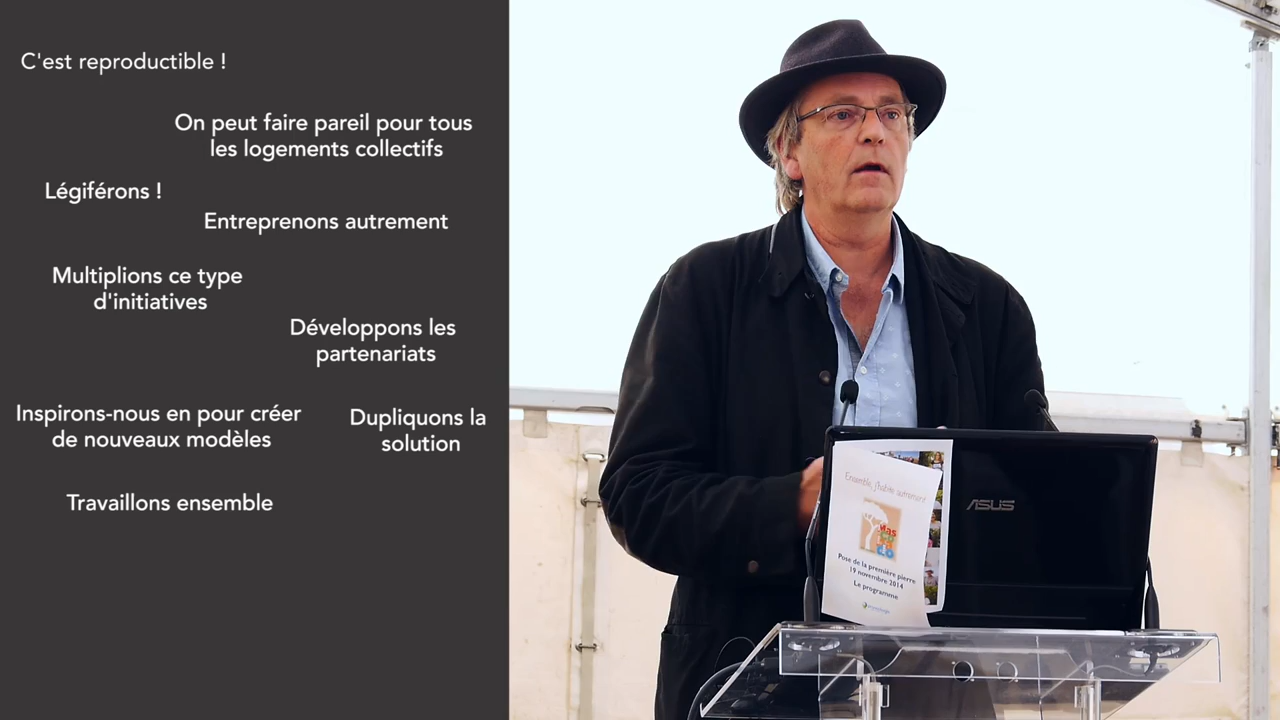 C'est reproductible !
On peut faire pareil pour tous
les logements collectifs
Légiférons !
Entreprenons autrement
Multiplions ce type
d'initiatives
Développons les
partenariats
Inspirons-nous en pour créer
de nouveaux modèles
Dupliquons la
solution
Travaillons ensemble
Ensemble, j'habite autrement
Mas
Pose de la première pierre
19 novembre 2014
Le programme
ASUS